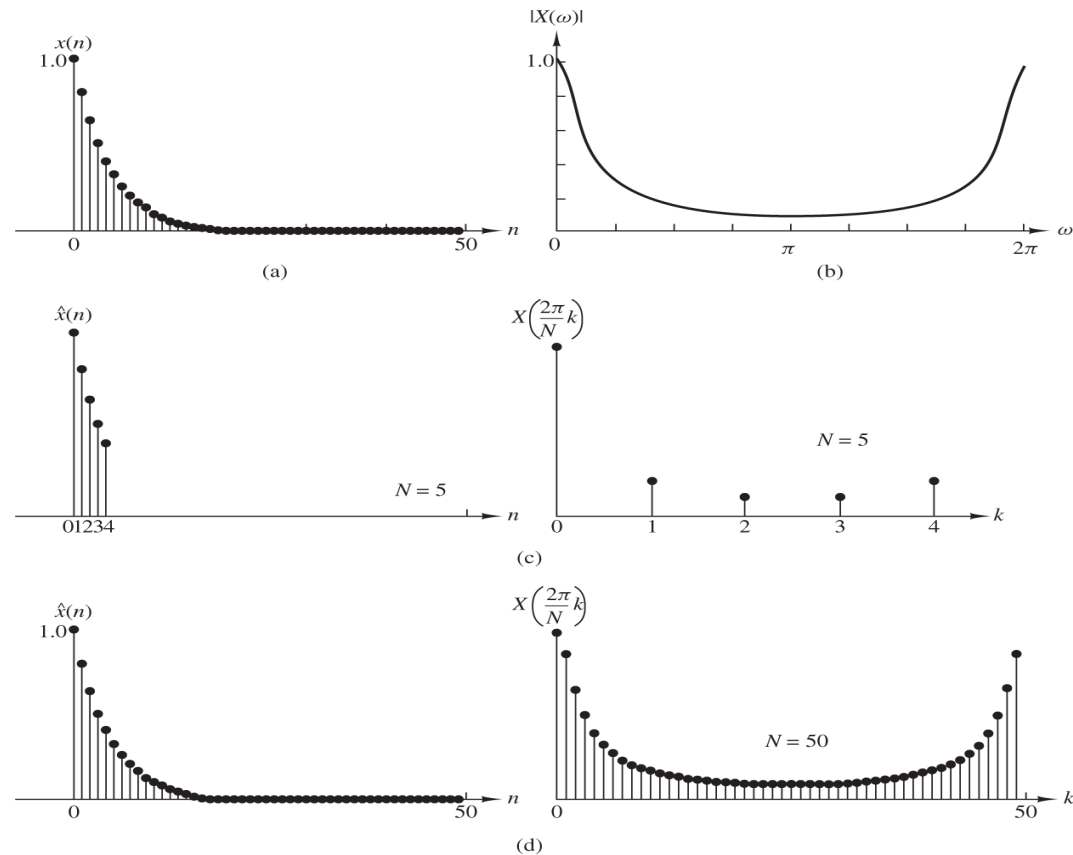 x(n)
1.0
0
50
n
(a)
|X(ω)|
1.0
0
π
2π
ω
(b)
x̂(n)
N = 5
01234
n
X(2π/N k)
N = 5
0
1
2
3
4
k
(c)
x̂(n)
1.0
0
50
n
X(2π/N k)
N = 50
0
50
k
(d)